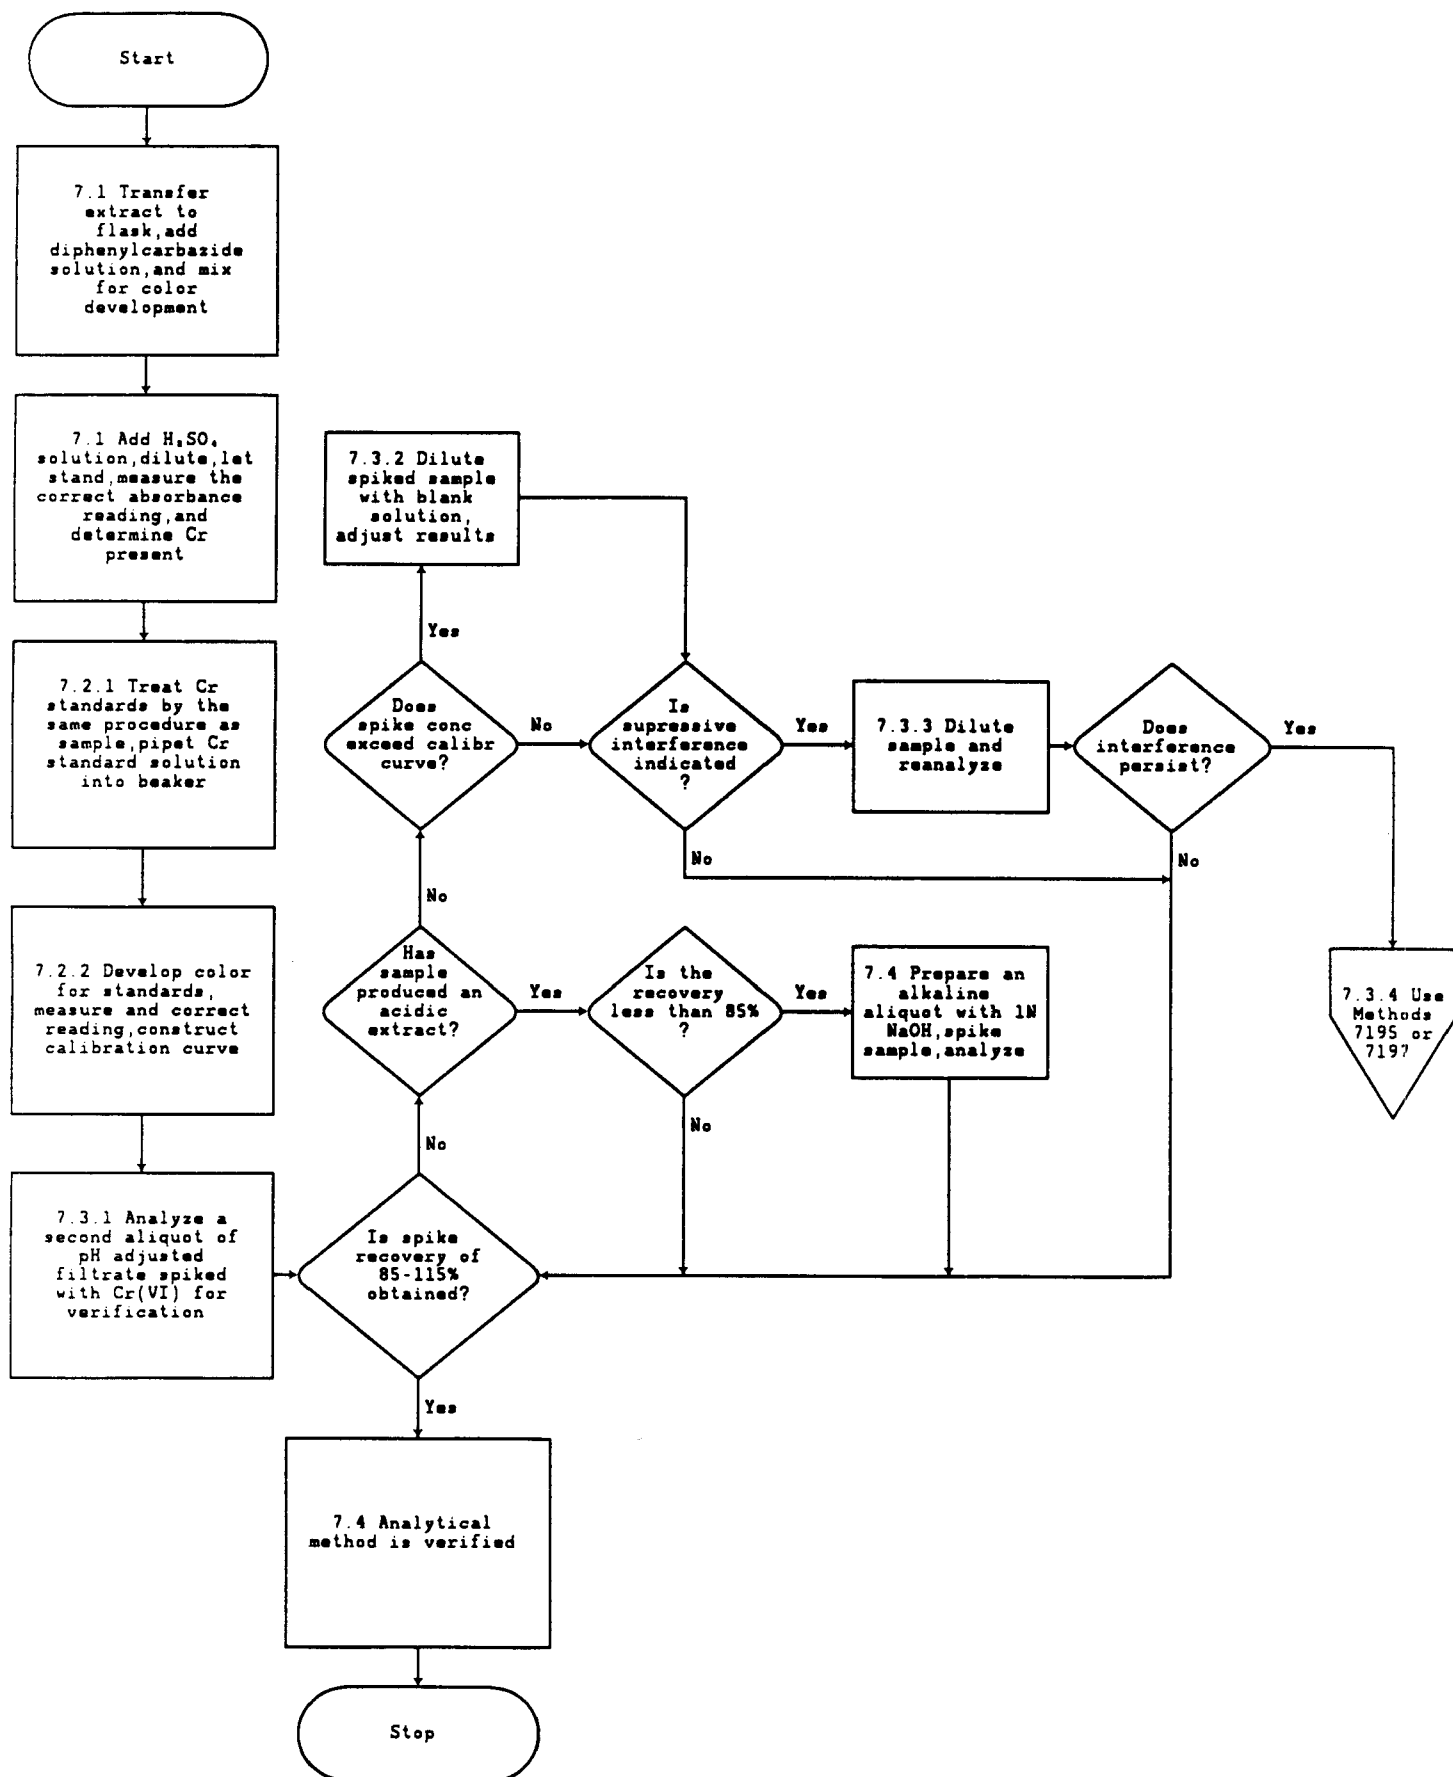 Start
7.1 Transfer
extract to
flask,add
diphenylcarbazide
solution,and mix
for color
development
7.1 Add H₂SO₄
solution,dilute,let
stand,measure the
correct absorbance
reading,and
determine Cr
present
7.2.1 Treat Cr
standards by the
same procedure as
sample,pipet Cr
standard solution
into beaker
7.2.2 Develop color
for standards,
measure and correct
reading,construct
calibration curve
7.3.1 Analyze a
second aliquot of
pH adjusted
filtrate spiked
with Cr(VI) for
verification
Is spike
recovery of
85-115%
obtained?
No
Yes
Has
sample
produced an
acidic
extract?
No
Yes
Does
spike conc
exceed calibr
curve?
Yes
No
7.3.2 Dilute
spiked sample
with blank
solution,
adjust results
Is
supressive
interference
indicated
?
Yes
No
7.3.3 Dilute
sample and
reanalyze
Does
interference
persist?
Yes
No
7.3.4 Use
Methods
7195 or
7197
Is the
recovery
less than 85%
?
Yes
No
7.4 Prepare an
alkaline
aliquot with 1N
NaOH,spike
sample,analyze
7.4 Analytical
method is verified
Stop